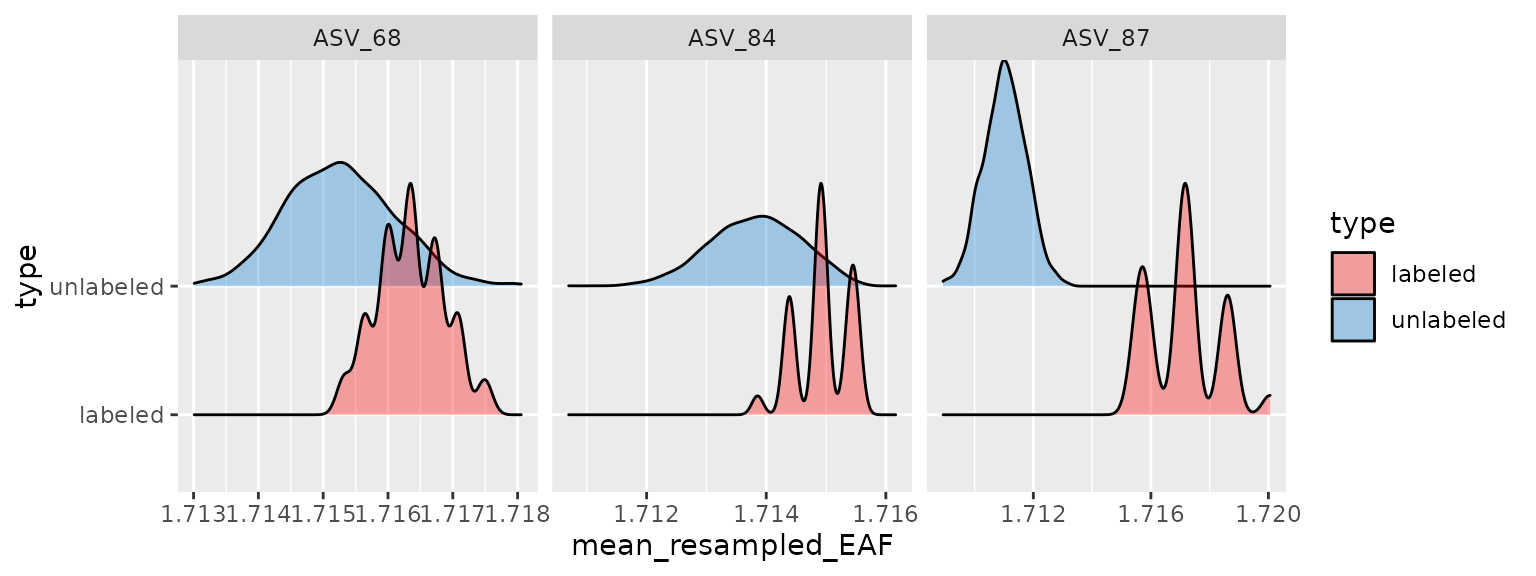 ASV_68 ASV_84 ASV_87
type
unlabeled
labeled
1.713 1.714 1.715 1.716 1.717 1.718 1.712 1.714 1.716 1.712 1.716 1.720
mean_resampled_EAF
type
labeled
unlabeled